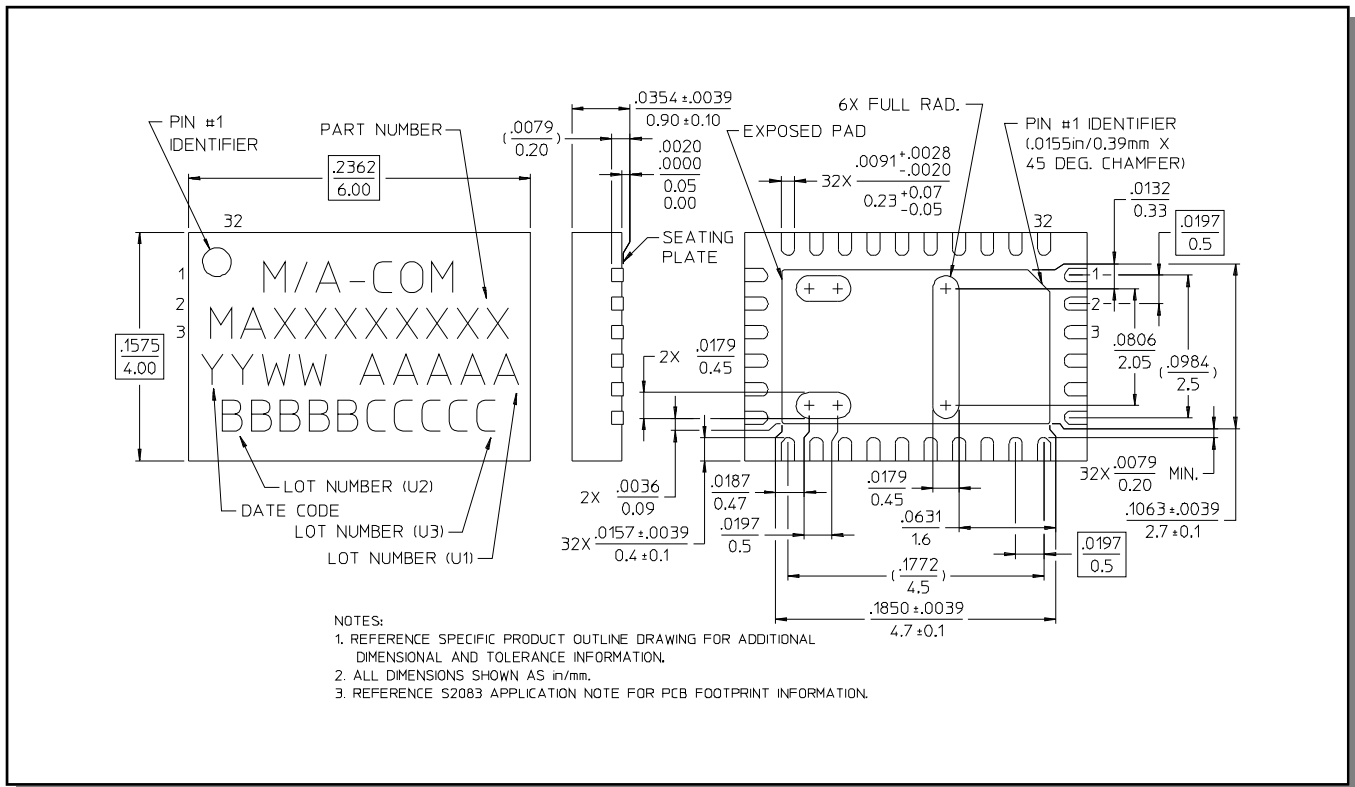 PIN #1
IDENTIFIER
PART NUMBER
.2362
6.00
32
1
2
3
.1575
4.00
M/A-COM
MAXXXXXXXXX
YYWW AAAAA
BBBBBCCCCC
LOT NUMBER (U2)
DATE CODE
LOT NUMBER (U3)
LOT NUMBER (U1)
.0354 ±.0039
0.90 ±0.10
(.0079)
0.20
.0020
.0000
0.05
0.00
SEATING
PLATE
EXPOSED PAD
6X FULL RAD.
32X .0091 +.0028
-.0020
0.23 +0.07
-0.05
PIN #1 IDENTIFIER
(.0155in/0.39mm X
45 DEG. CHAMFER)
32
.0132
0.33
.0197
0.5
1
2
3
2X .0179
0.45
.0806
2.05
(.0984)
2.5
2X .0036
0.09
32X .0157 ±.0039
0.4 ±0.1
.0187
0.47
.0197
0.5
.0179
0.45
.0631
1.6
32X .0079 MIN.
0.20
.1063 ±.0039
2.7 ±0.1
.0197
0.5
(.1772)
4.5
.1850 ±.0039
4.7 ±0.1
NOTES:
1. REFERENCE SPECIFIC PRODUCT OUTLINE DRAWING FOR ADDITIONAL
DIMENSIONAL AND TOLERANCE INFORMATION.
2. ALL DIMENSIONS SHOWN AS in/mm.
3. REFERENCE S2083 APPLICATION NOTE FOR PCB FOOTPRINT INFORMATION.